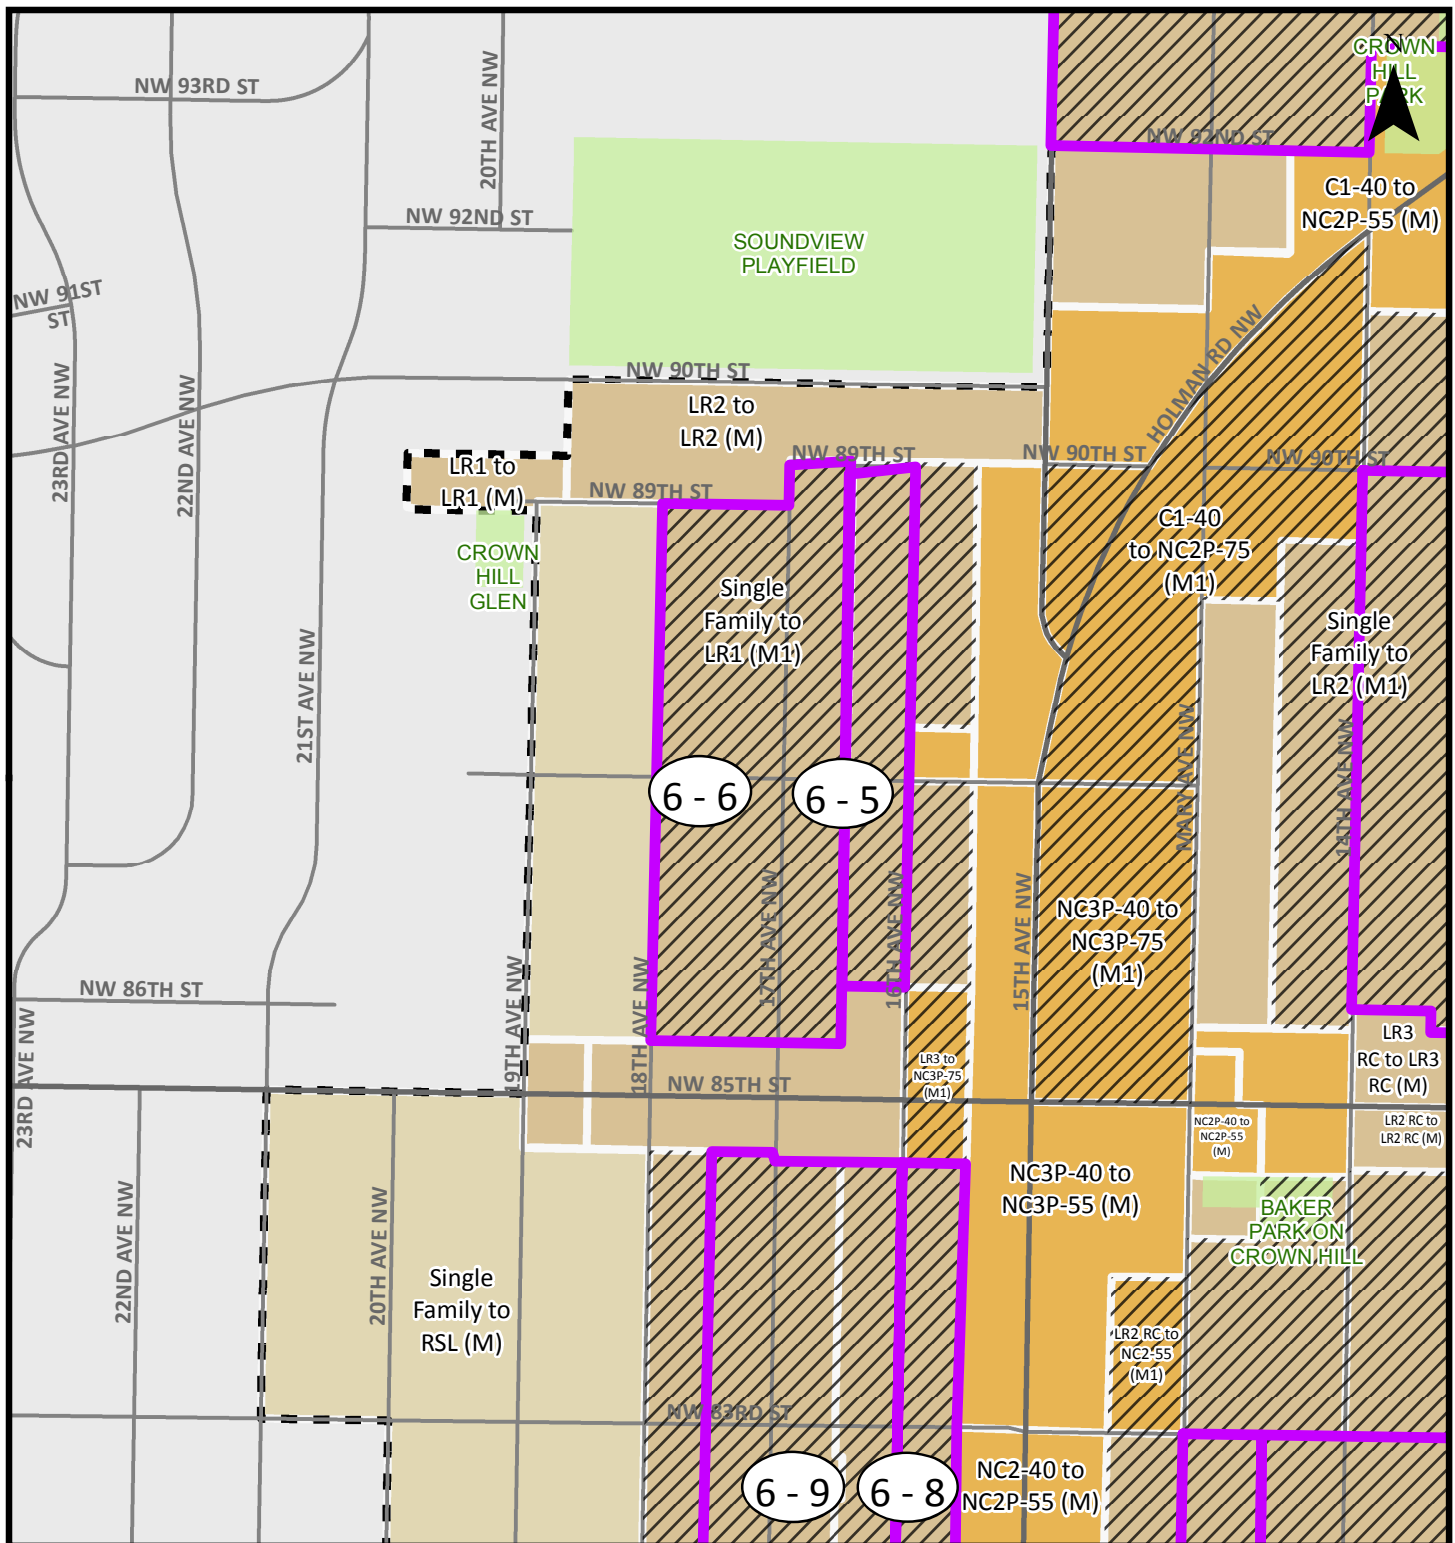 NW 93RD ST
20TH AVE NW
N
CROWN
HILL
PARK
NW 92ND ST
C1-40 to
NC2P-55 (M)
NW 92ND ST
SOUNDVIEW
PLAYFIELD
NW 91ST
ST
HOLMAN RD NW
23RD AVE NW
22ND AVE NW
NW 90TH ST
LR2 to
LR2 (M)
NW 89TH ST
NW 90TH ST
NW 90TH ST
LR1 to
LR1 (M)
NW 89TH ST
C1-40
to NC2P-75
(M1)
CROWN
HILL
GLEN
Single
Family to
LR1 (M1)
Single
Family to
LR2 (M1)
21ST AVE NW
MARY AVE NW
14TH AVE NW
6 - 6
6 - 5
17TH AVE NW
16TH AVE NW
15TH AVE NW
NC3P-40 to
NC3P-75
(M1)
NW 86TH ST
19TH AVE NW
18TH AVE NW
23RD AVE NW
LR3
RC to LR3
RC (M)
LR3 to
NC3P-75
(M1)
NW 85TH ST
LR2 RC to
LR2 RC (M)
NC2P-40 to
NC2P-55
(M)
NC3P-40 to
NC3P-55 (M)
BAKER
PARK ON
CROWN HILL
22ND AVE NW
20TH AVE NW
Single
Family to
RSL (M)
LR2 RC to
NC2-55
(M1)
NW 83RD ST
6 - 9
6 - 8
NC2-40 to
NC2P-55 (M)